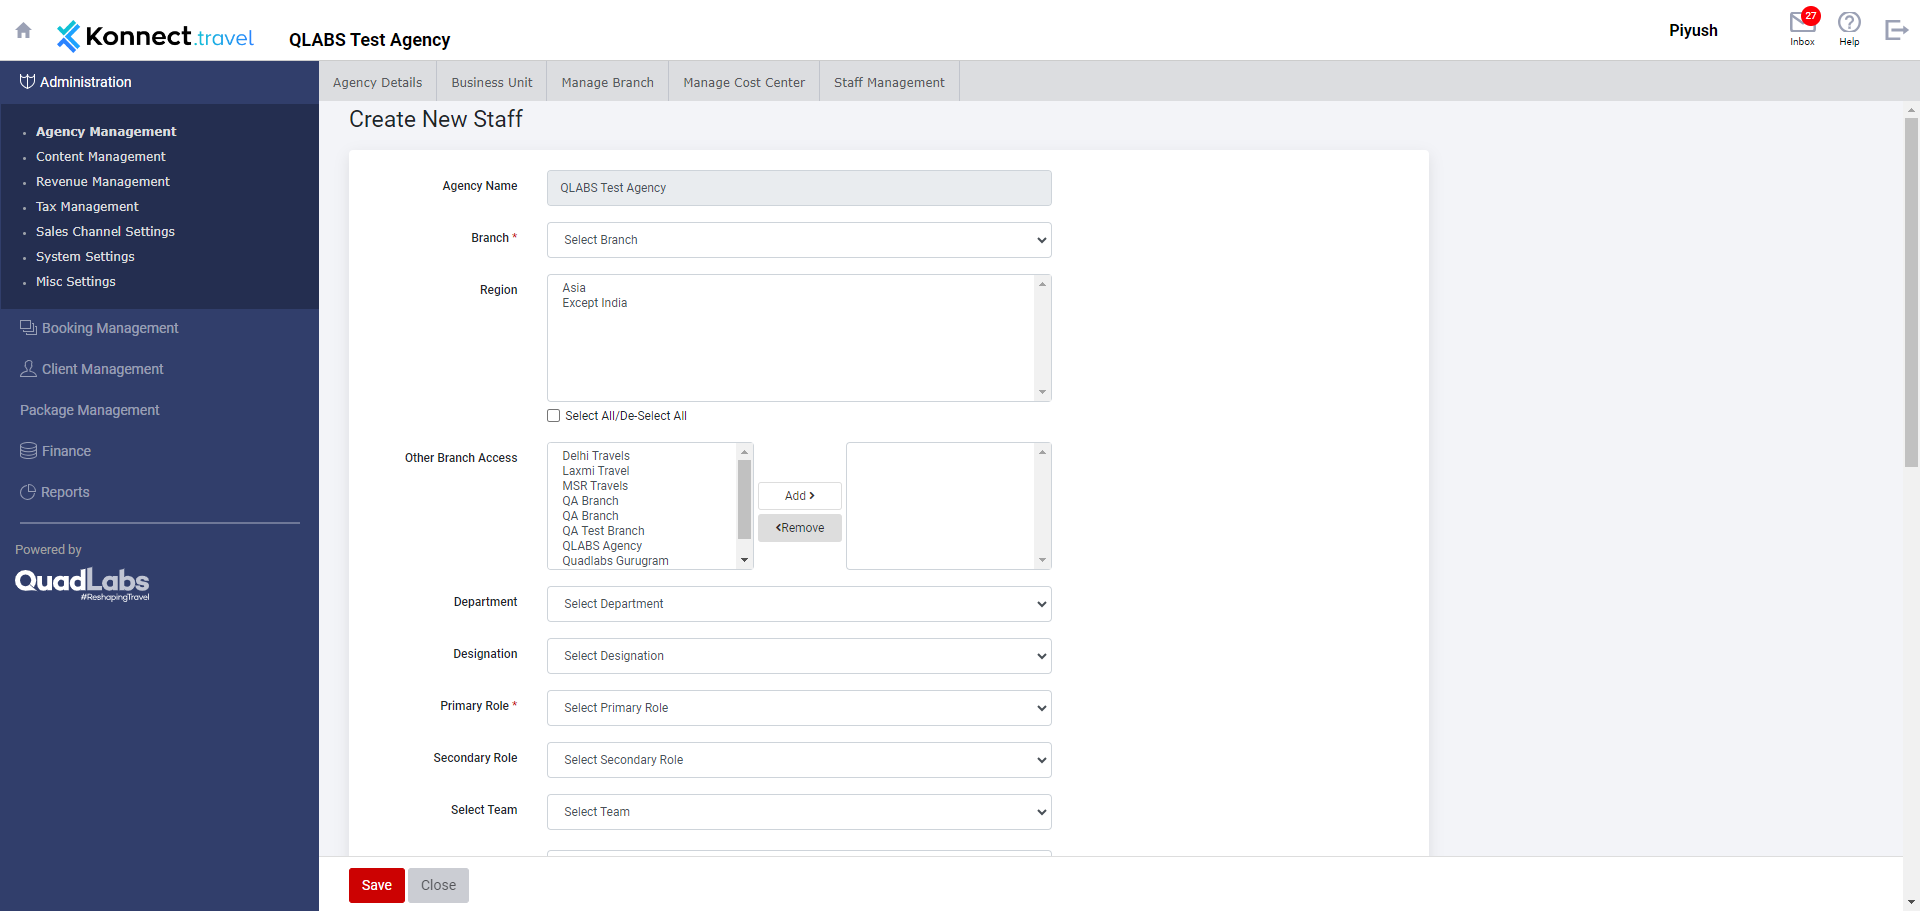 Konnect.travel
QLABS Test Agency
Piyush
27
Inbox
Help
Administration
Agency Management
Content Management
Revenue Management
Tax Management
Sales Channel Settings
System Settings
Misc Settings
Booking Management
Client Management
Package Management
Finance
Reports
Powered by
QuadLabs
#ReshapingTravel
Agency Details
Business Unit
Manage Branch
Manage Cost Center
Staff Management
Create New Staff
Agency Name
QLABS Test Agency
Branch *
Select Branch
Region
Asia
Except India
Select All/De-Select All
Other Branch Access
Delhi Travels
Laxmi Travel
MSR Travels
QA Branch
QA Branch
QA Test Branch
QLABS Agency
Quadlabs Gurugram
Add
Remove
Department
Select Department
Designation
Select Designation
Primary Role *
Select Primary Role
Secondary Role
Select Secondary Role
Select Team
Select Team
Save
Close